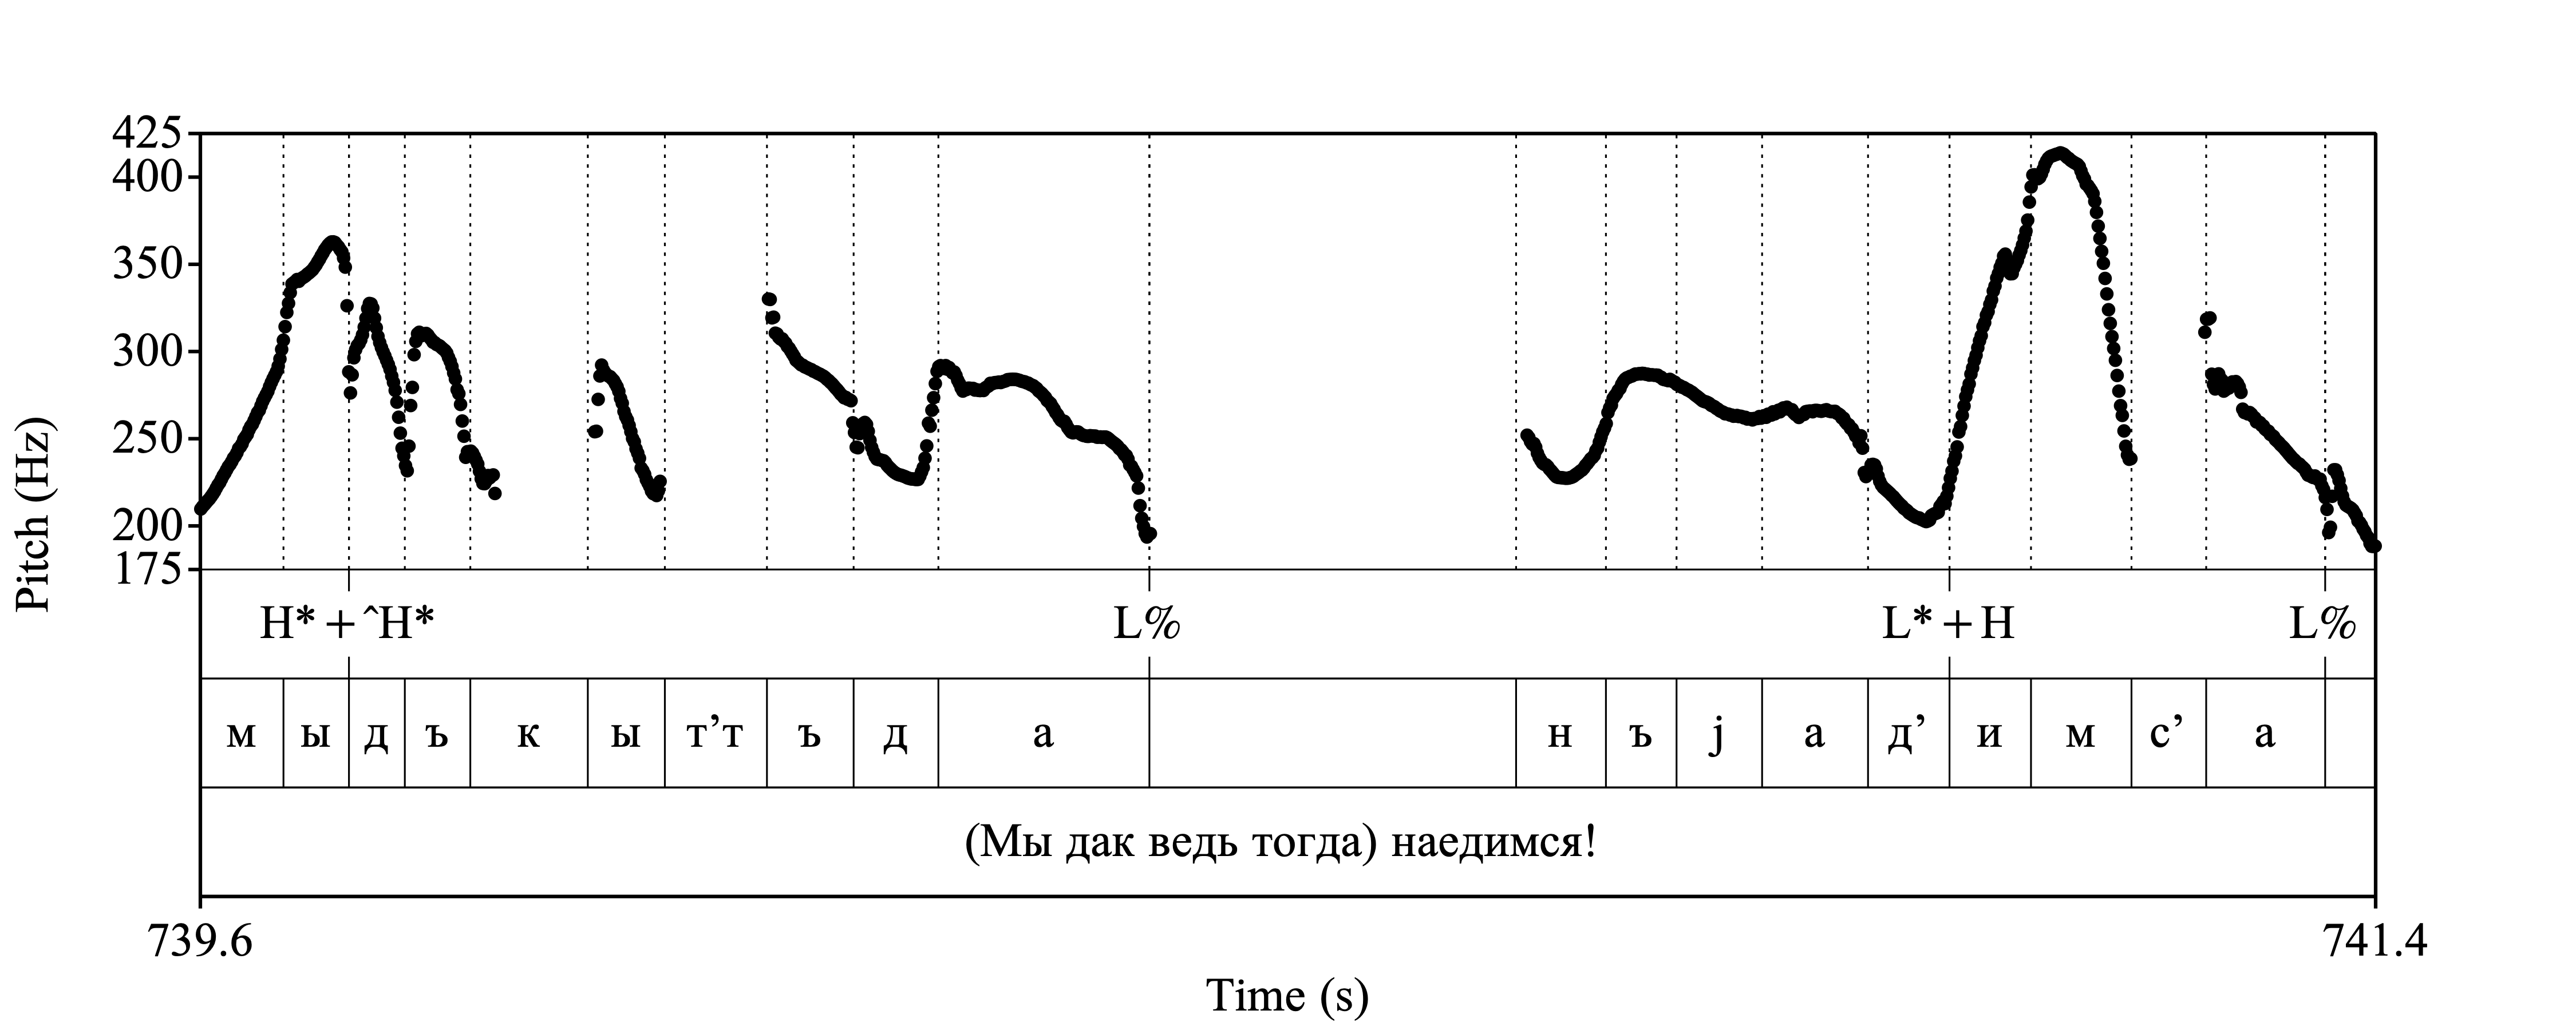 425
400
350
300
250
200
175
Pitch (Hz)
H* + ^H* L% L* + H L%
м ы д ъ к ы т’т ъ д а н ъ j а д’ и м с’ а
(Мы дак ведь тогда) наедимся!
739.6 741.4
Time (s)